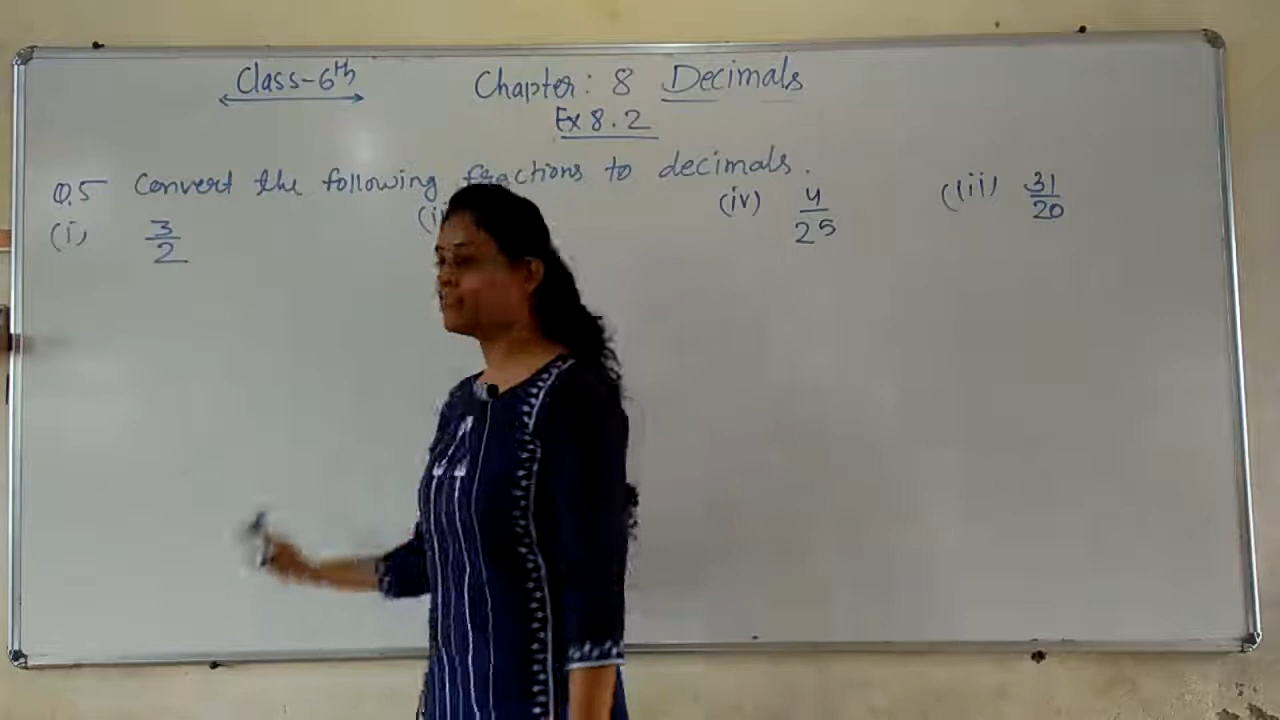 Class-6th
Chapter: 8 Decimals
Ex 8.2
Q.5 Convert the following fractions to decimals.
(i) 3/2
(iv) 4/25
(iii) 31/20